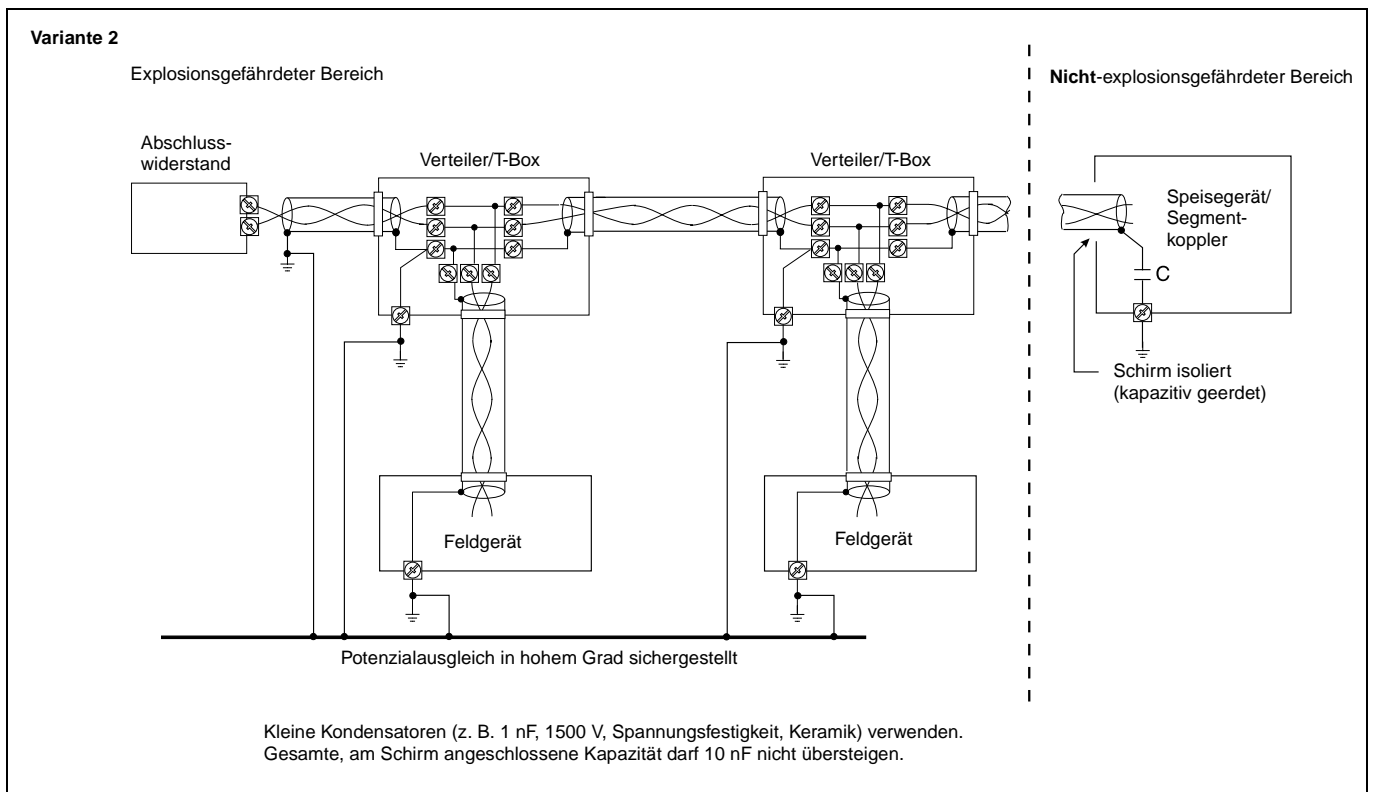 Variante 2
Explosionsgefährdeter Bereich
Nicht-explosionsgefährdeter Bereich
Abschluss-
widerstand
Verteiler/T-Box
Verteiler/T-Box
Speisegerät/
Segment-
koppler
C
Schirm isoliert
(kapazitiv geerdet)
Feldgerät
Feldgerät
Potenzialausgleich in hohem Grad sichergestellt
Kleine Kondensatoren (z. B. 1 nF, 1500 V, Spannungsfestigkeit, Keramik) verwenden.
Gesamte, am Schirm angeschlossene Kapazität darf 10 nF nicht übersteigen.